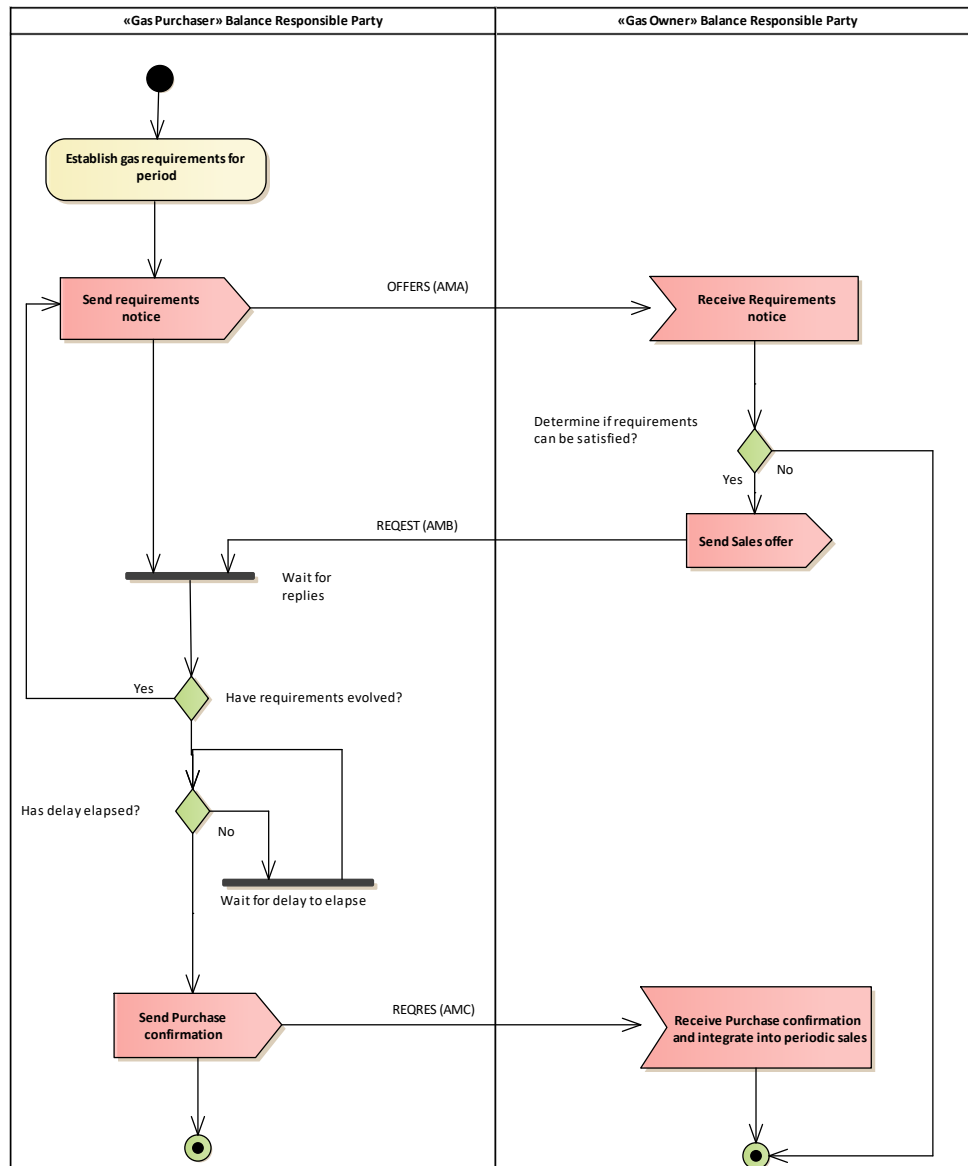 «Gas Purchaser» Balance Responsible Party
«Gas Owner» Balance Responsible Party
Establish gas requirements for
period
Send requirements
notice
OFFERS (AMA)
Receive Requirements
notice
Determine if requirements
can be satisfied?
No
Yes
REQEST (AMB)
Send Sales offer
Wait for
replies
Yes
Have requirements evolved?
Has delay elapsed?
No
Wait for delay to elapse
Send Purchase
confirmation
REQRES (AMC)
Receive Purchase confirmation
and integrate into periodic sales